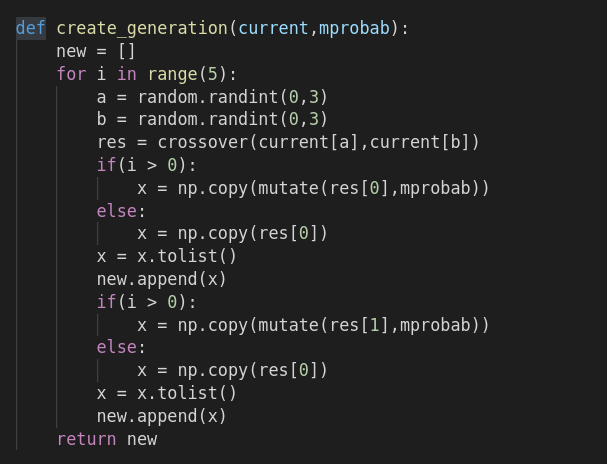 def create_generation(current,mprobab):
    new = []
    for i in range(5):
        a = random.randint(0,3)
        b = random.randint(0,3)
        res = crossover(current[a],current[b])
        if(i > 0):
            x = np.copy(mutate(res[0],mprobab))
        else:
            x = np.copy(res[0])
        x = x.tolist()
        new.append(x)
        if(i > 0):
            x = np.copy(mutate(res[1],mprobab))
        else:
            x = np.copy(res[0])
        x = x.tolist()
        new.append(x)
    return new